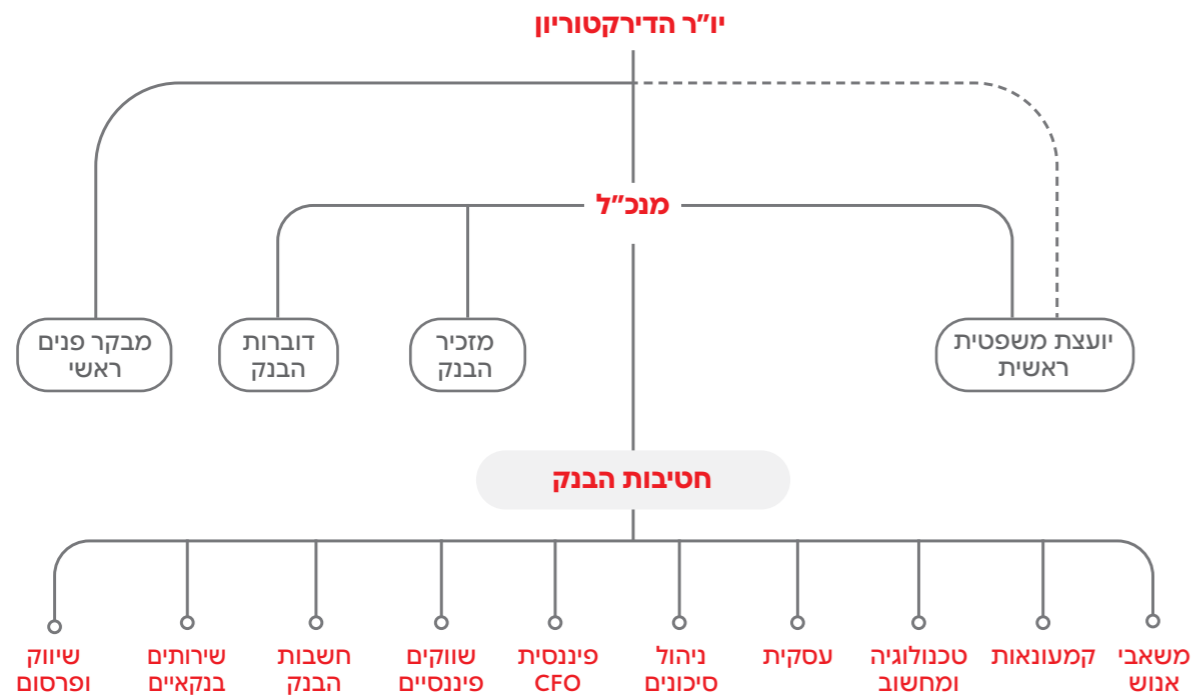 יו"ר הדירקטוריון
מנכ"ל
יועצת משפטית
ראשית
מזכיר
הבנק
דוברות
הבנק
מבקר פנים
ראשי
חטיבות הבנק
משאבי
אנוש
קמעונאות
טכנולוגיה
ומחשוב
עסקית
ניהול
סיכונים
פיננסית
CFO
שווקים
פיננסיים
חשבות
הבנק
שירותים
בנקאיים
שיווק
ופרסום